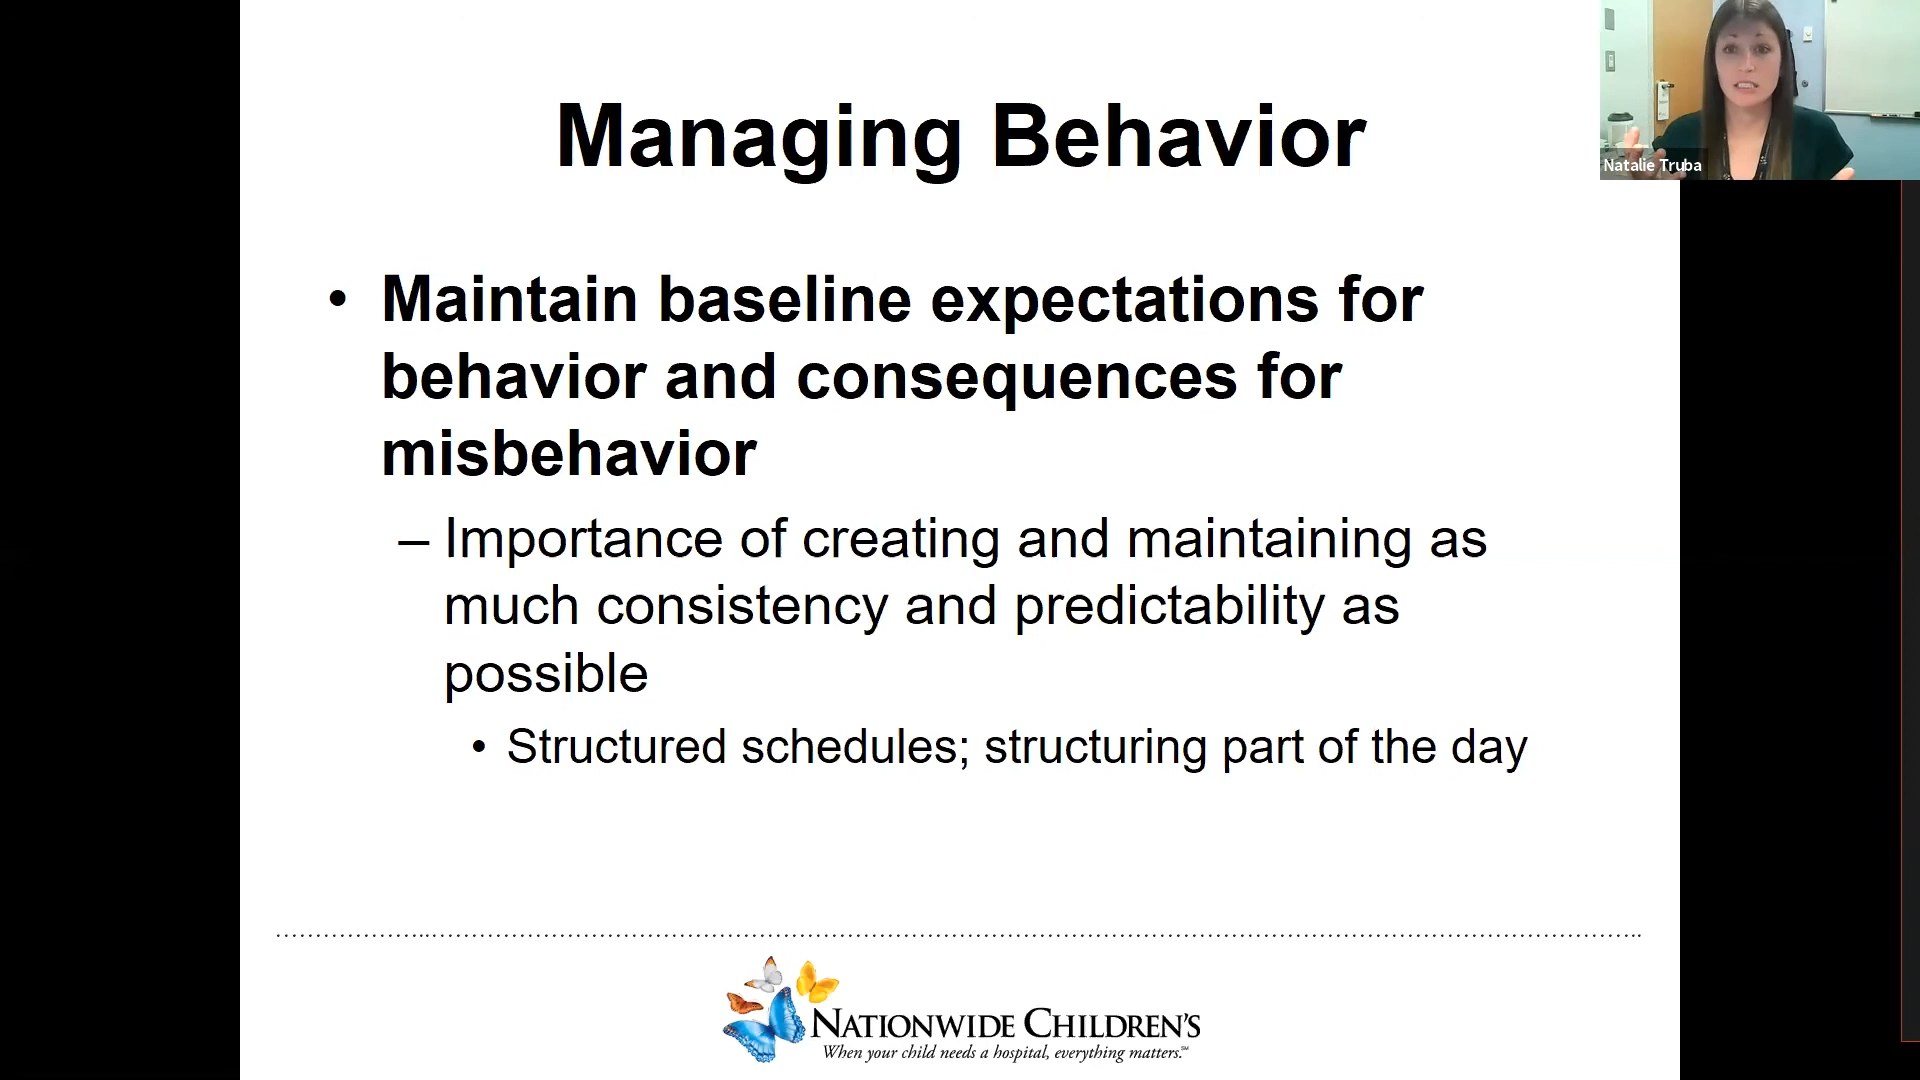 Managing Behavior
Natalie Truba
• Maintain baseline expectations for
behavior and consequences for
misbehavior
– Importance of creating and maintaining as
much consistency and predictability as
possible
• Structured schedules; structuring part of the day
NATIONWIDE CHILDREN'S
When your child needs a hospital, everything matters.℠